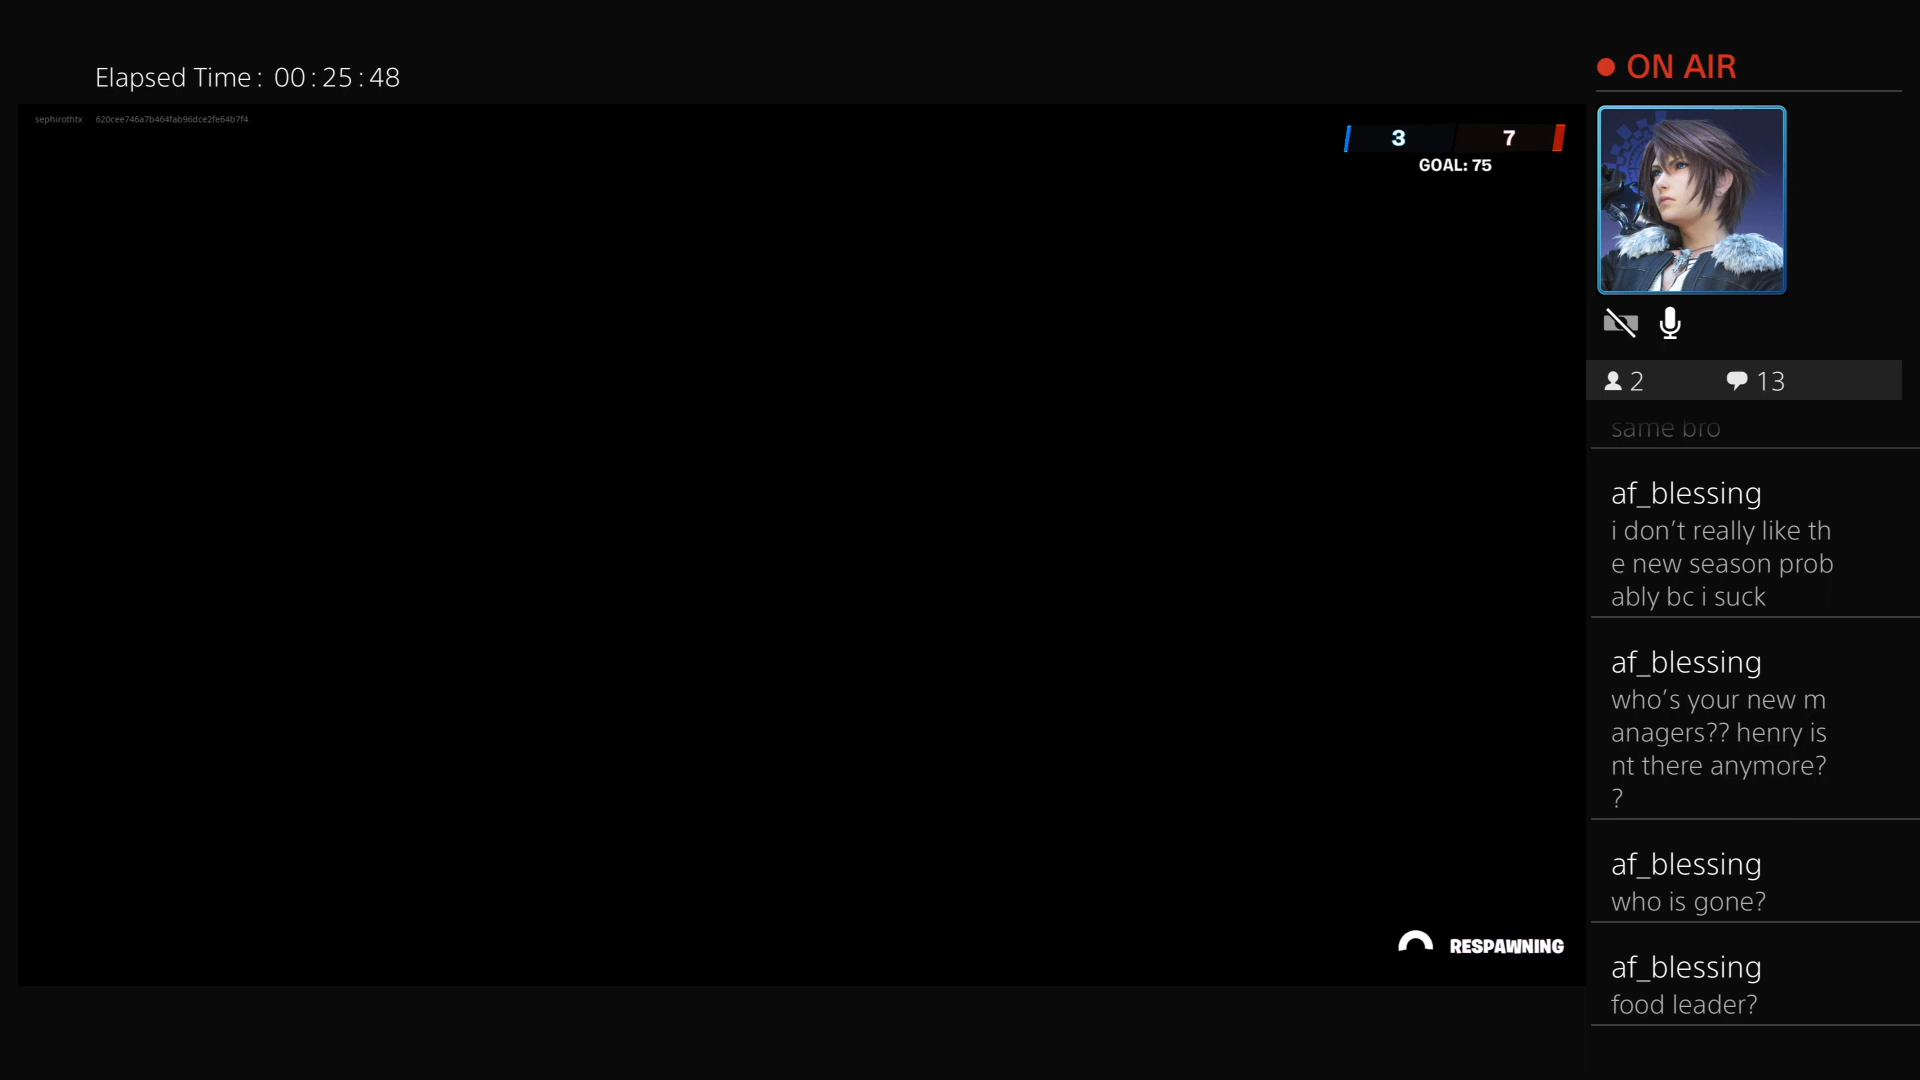 Elapsed Time: 00:25:48
ON AIR
sephirothtx 620cee746a7b464fab96dce2fe64b7f4
3 7
GOAL: 75
2 13
same bro
af_blessing
i don’t really like th
e new season prob
ably bc i suck
af_blessing
who’s your new m
anagers?? henry is
nt there anymore?
?
af_blessing
who is gone?
RESPAWNING
af_blessing
food leader?